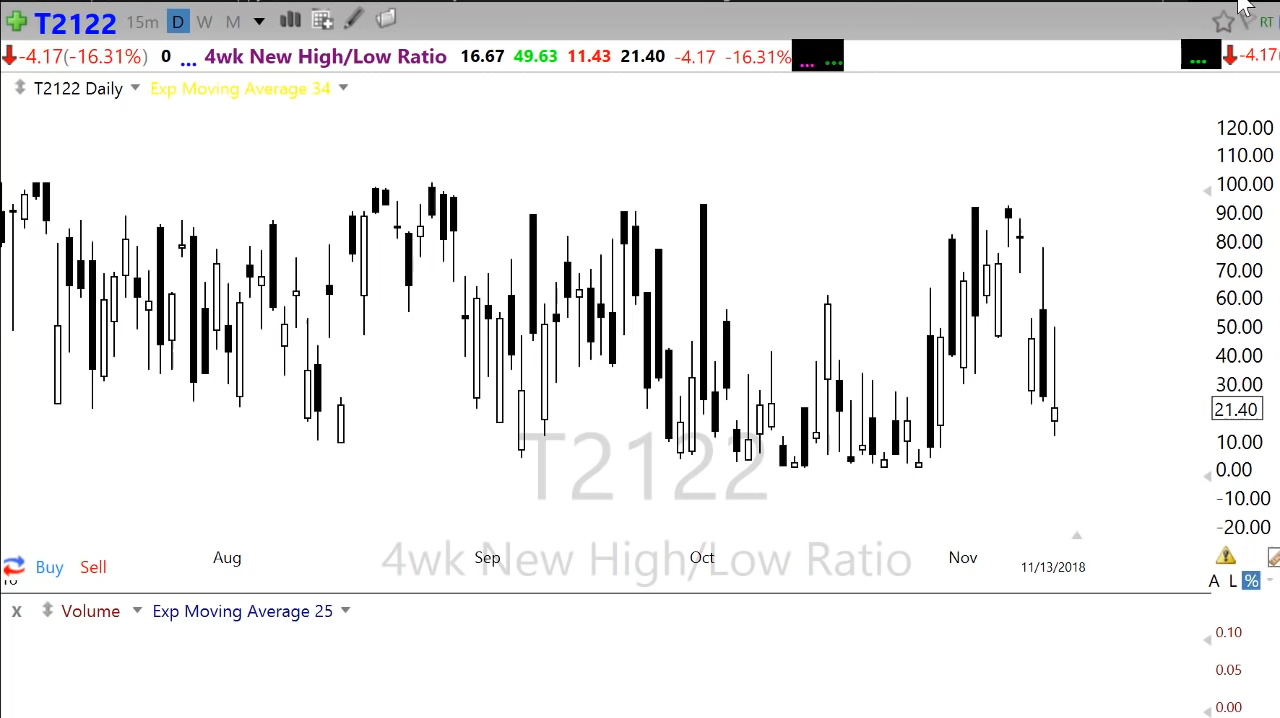 T2122 15m D W M RT
-4.17(-16.31%) 0 ... 4wk New High/Low Ratio 16.67 49.63 11.43 21.40 -4.17 -16.31% ... ... ... -4.17(
T2122 Daily Exp Moving Average 34
120.00
110.00
100.00
90.00
80.00
70.00
60.00
50.00
40.00
30.00
21.40
10.00
0.00
-10.00
-20.00
T2122
4wk New High/Low Ratio
Aug Sep Oct Nov 11/13/2018
Buy Sell
A L %
X Volume Exp Moving Average 25
0.10
0.05
0.00